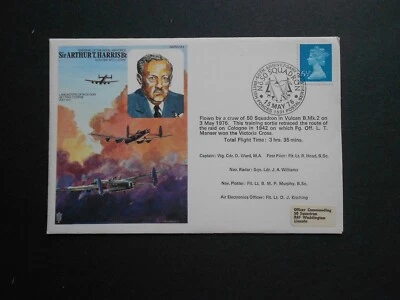 Sir ARTHUR T. HARRIS Bt
No 50 SQUADRON
13 MAY 76
Flown by a crew of 50 Squadron in Vulcan B.Mk.2 on
3 May 1976. This training sortie retraced the route of
the raid on Cologne in 1942 on which Fg. Off. L. T.
Manser won the Victoria Cross.
Total Flight Time : 3 hrs. 35 mins.
Captain: Wg. Cdr. D. Ward, M.A. First Pilot: Flt. Lt. R. Hood, B.Sc.
Nav. Radar: Sqn. Ldr. J. A. Williams
Nav. Plotter: Flt. Lt. B. M. P. Murphy, B.Sc.
Air Electronics Officer: Flt. Lt. D. J.
Officer Commanding
50 Squadron
RAF Waddington
Lincoln